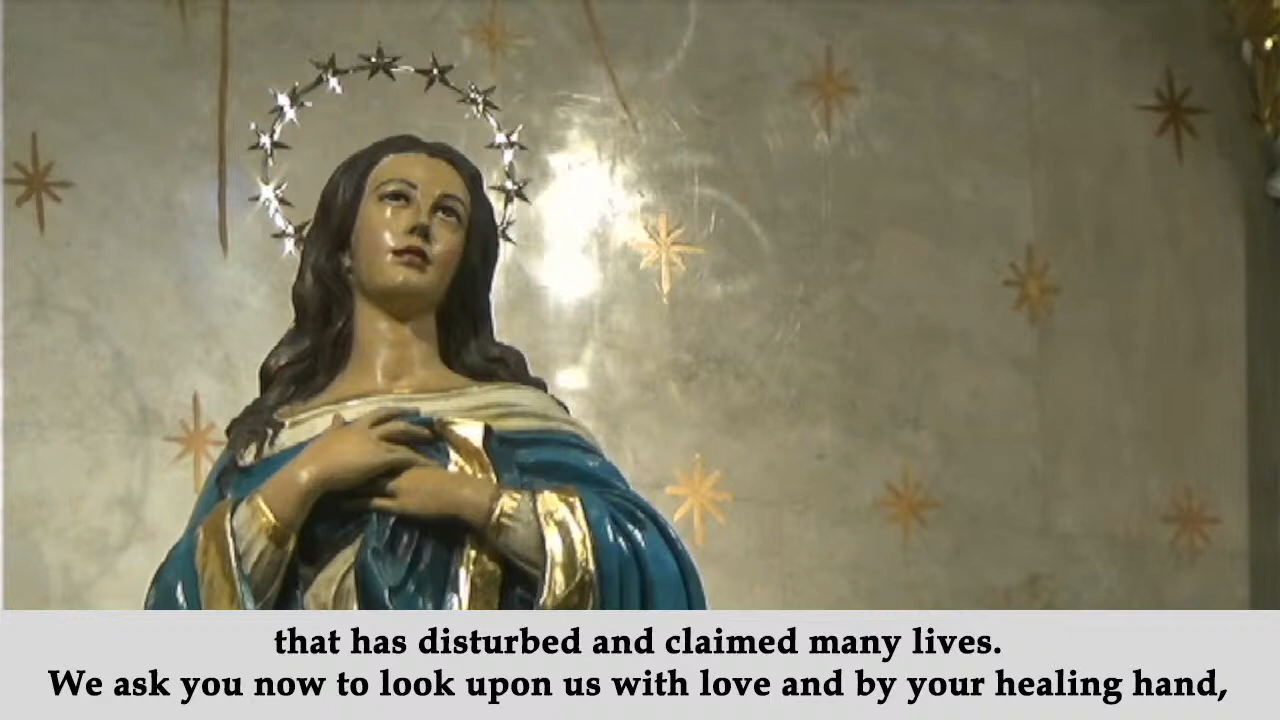 that has disturbed and claimed many lives.
We ask you now to look upon us with love and by your healing hand,